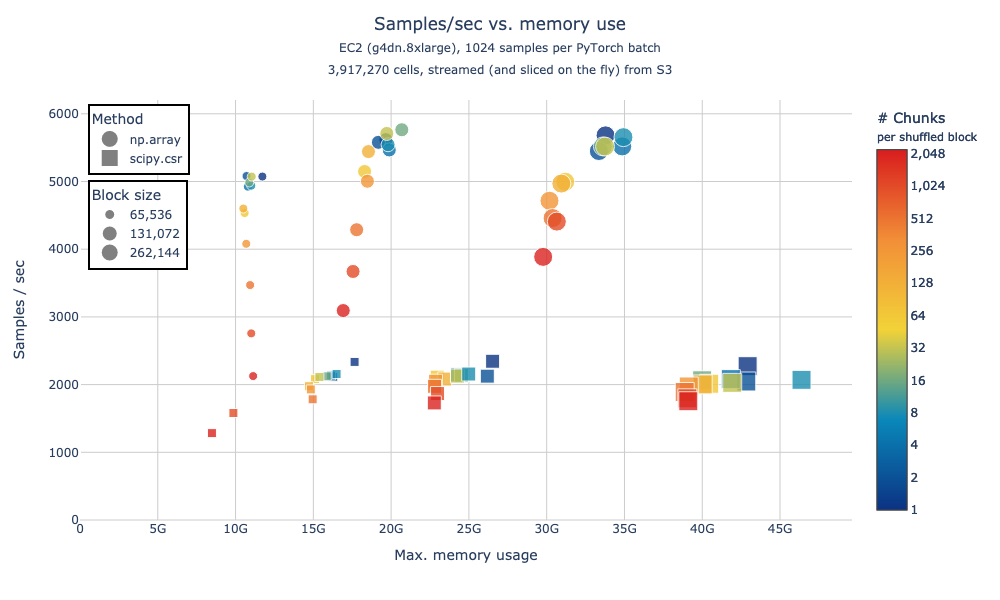 Samples/sec vs. memory use
EC2 (g4dn.8xlarge), 1024 samples per PyTorch batch
3,917,270 cells, streamed (and sliced on the fly) from S3
Method
np.array
scipy.csr
Block size
65,536
131,072
262,144
# Chunks
per shuffled block
2,048
1,024
512
256
128
64
32
16
8
4
2
1
Samples / sec
6000
5000
4000
3000
2000
1000
0
0
5G
10G
15G
20G
25G
30G
35G
40G
45G
Max. memory usage